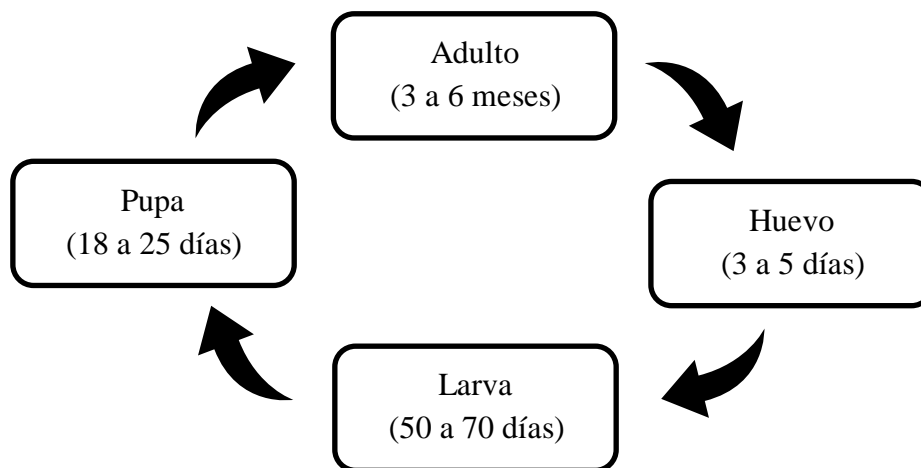 Adulto
(3 a 6 meses)
Pupa
(18 a 25 días)
Huevo
(3 a 5 días)
Larva
(50 a 70 días)